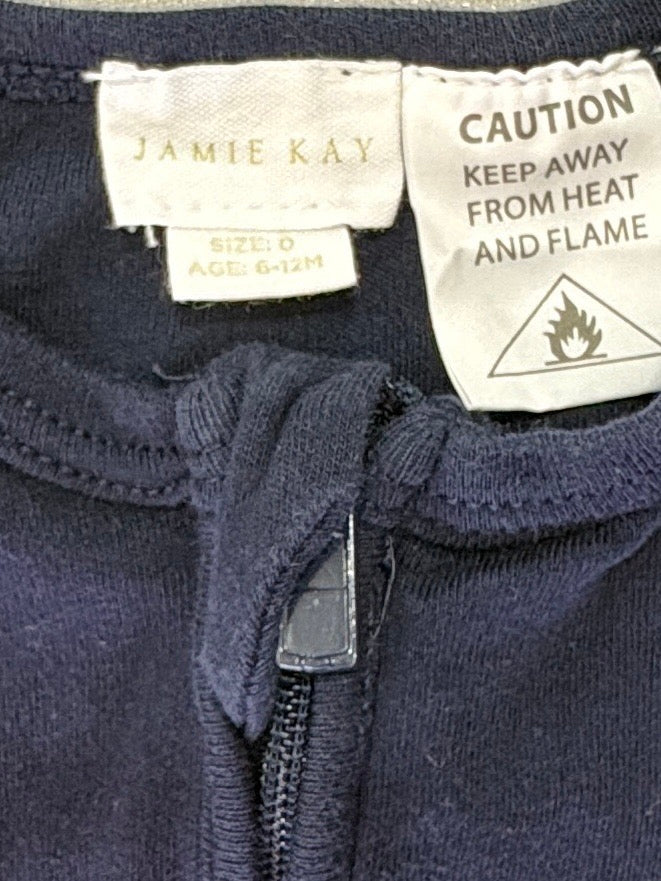 JAMIE KAY
SIZE: 0
AGE: 6-12M
CAUTION
KEEP AWAY
FROM HEAT
AND FLAME